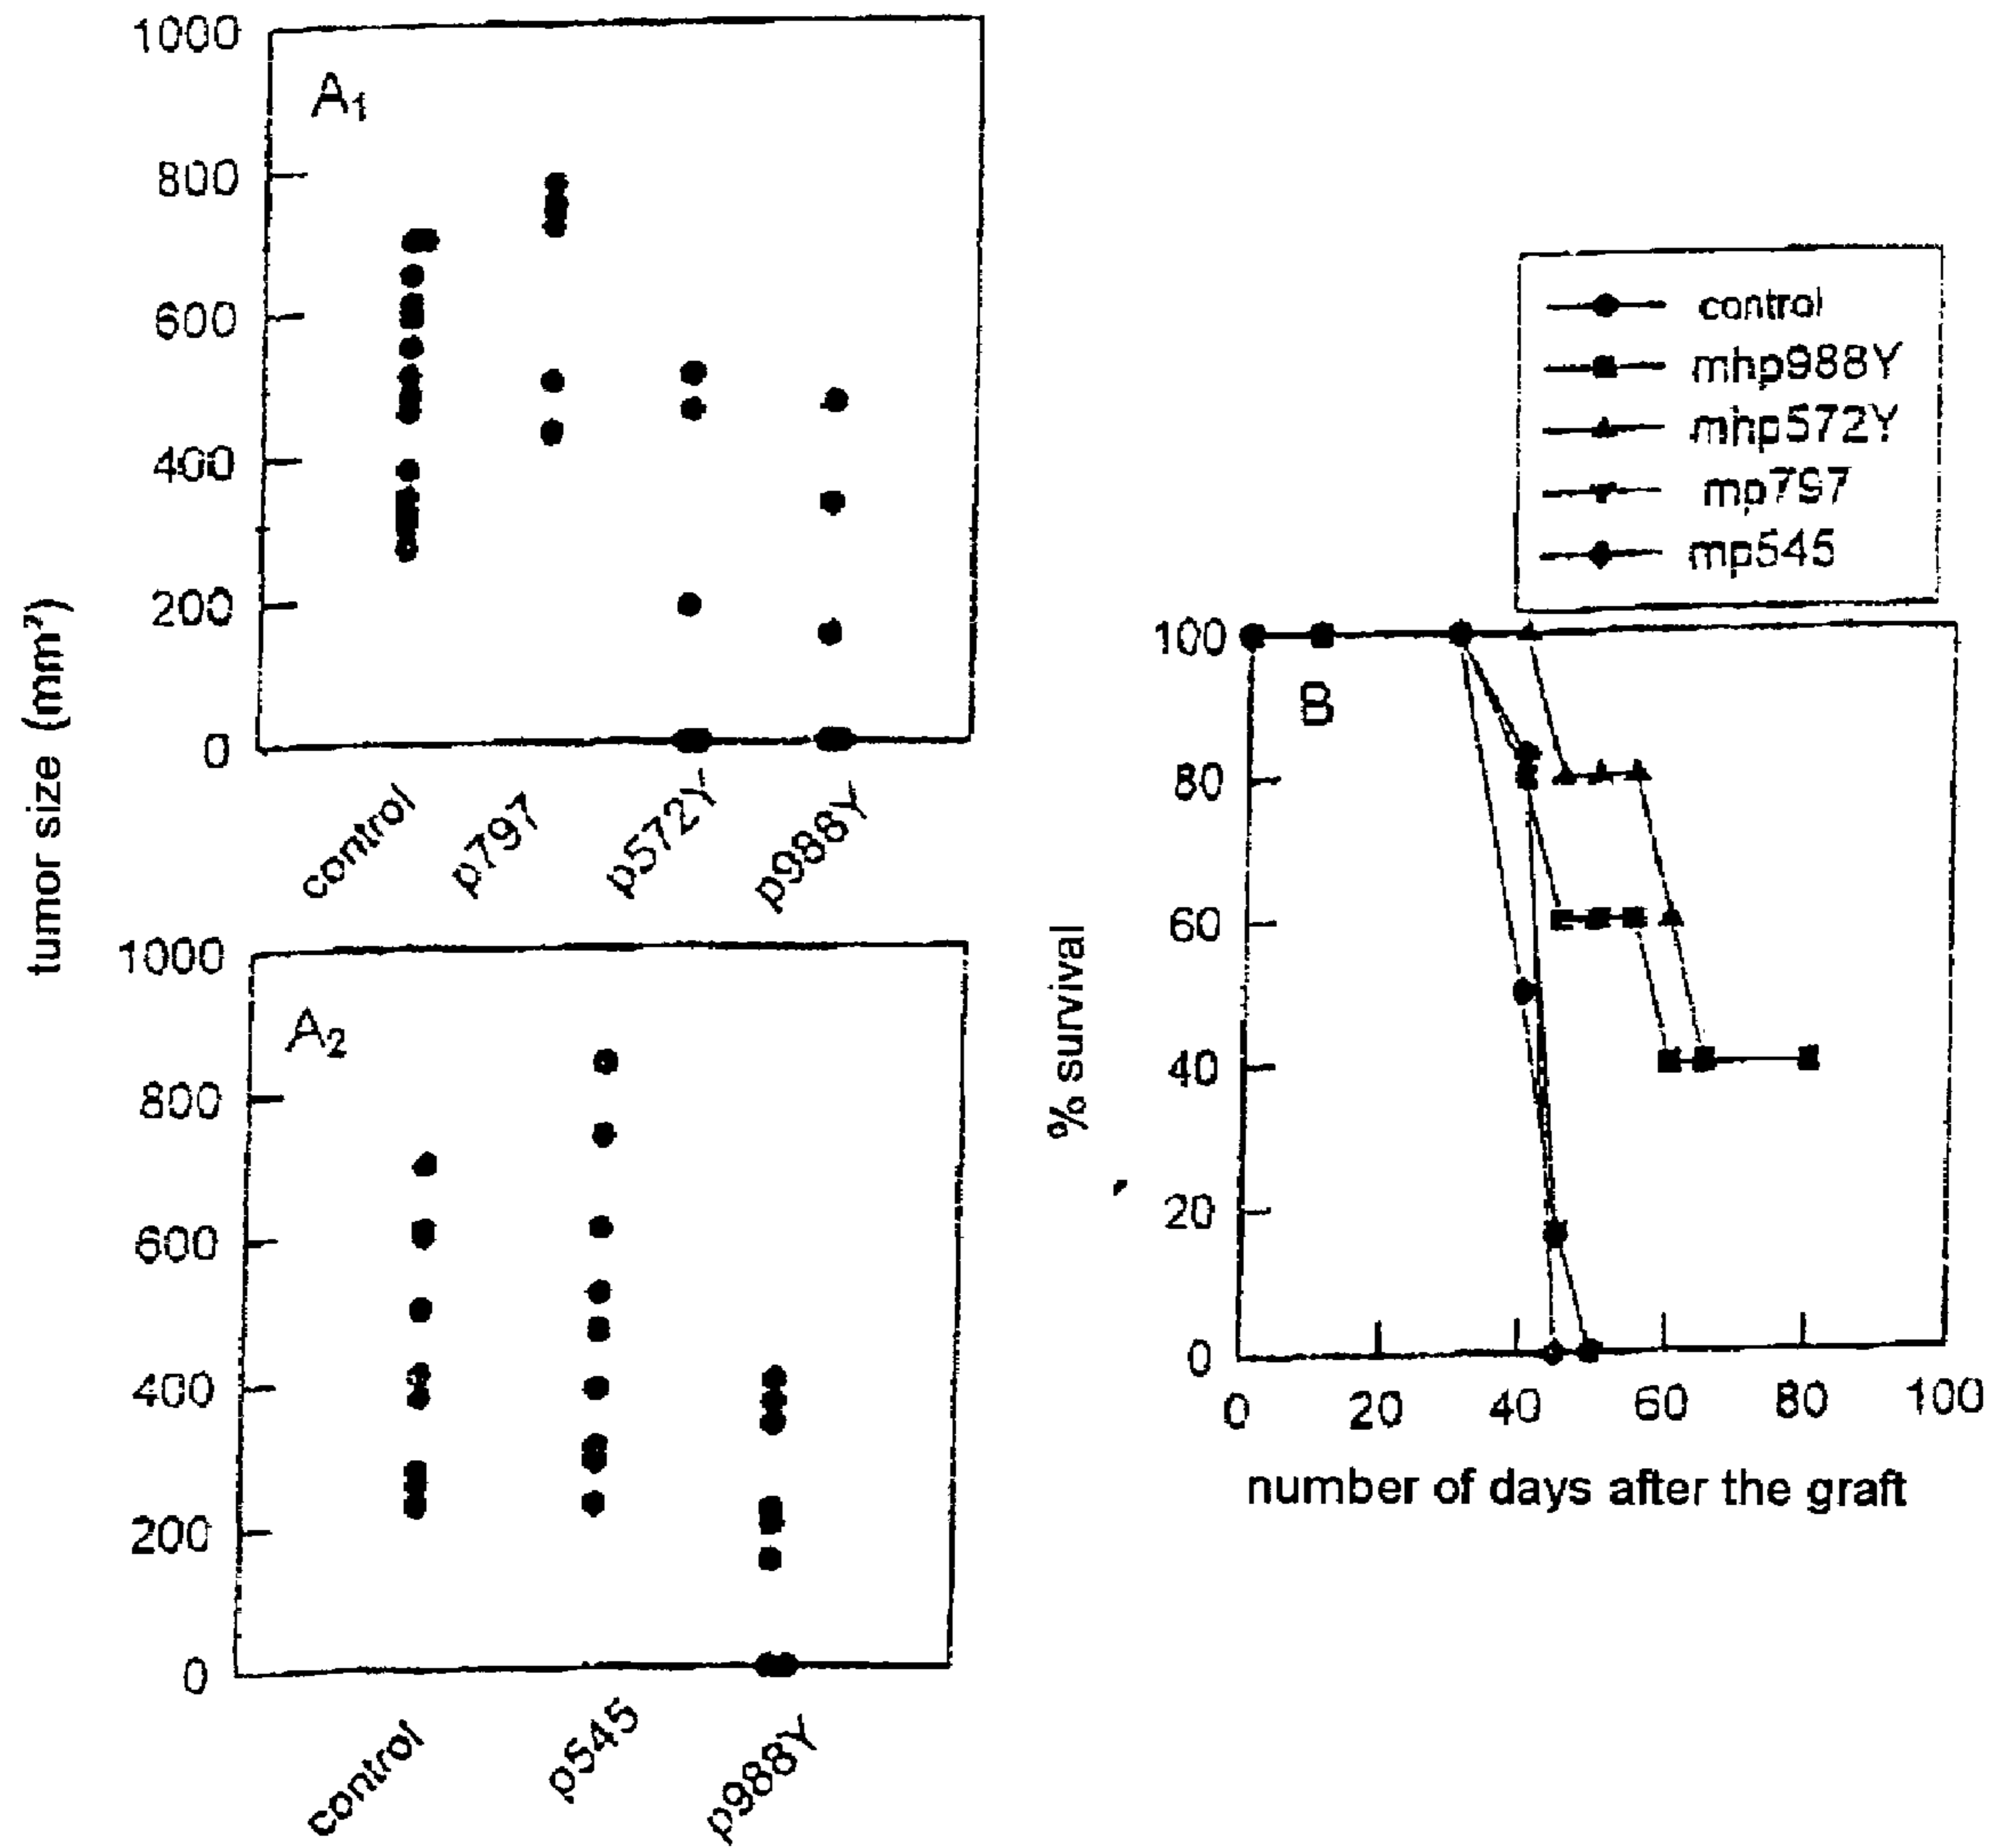 tumor size (mm³)
1000
800
600
400
200
0
A₁
control
p797
p572Y
p988Y
1000
800
600
400
200
0
A₂
control
p545
p988Y
control
mhp988Y
mhp572Y
mp797
mp545
% survival
100
80
60
40
20
0
B
0 20 40 60 80 100
number of days after the graft